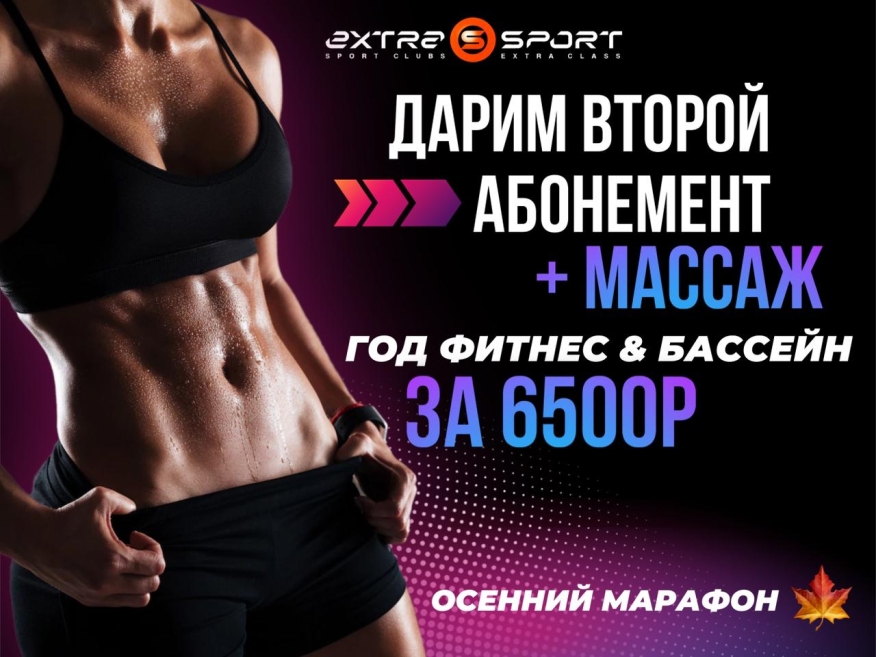 EXTRA S SPORT
SPORT CLUBS EXTRA CLASS
ДАРИМ ВТОРОЙ
АБОНЕМЕНТ
+ МАССАЖ
ГОД ФИТНЕС & БАССЕЙН
ЗА 6500Р
ОСЕННИЙ МАРАФОН